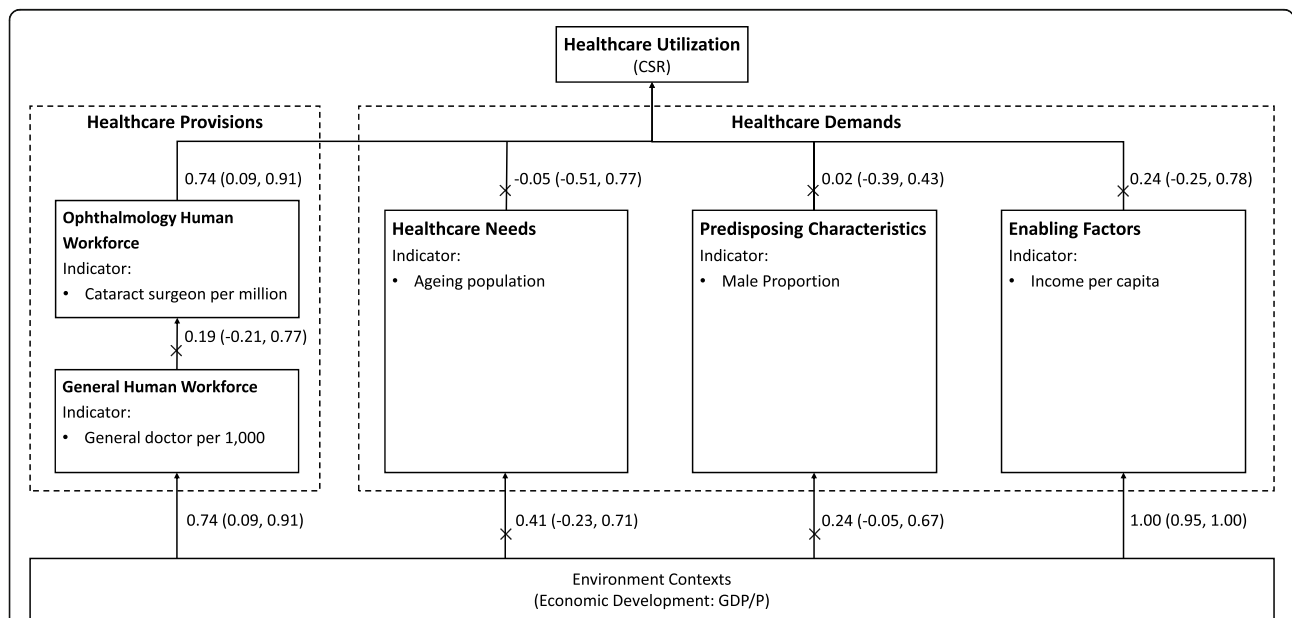 Healthcare Utilization
(CSR)
Healthcare Provisions
Healthcare Demands
0.74 (0.09, 0.91)
-0.05 (-0.51, 0.77)
0.02 (-0.39, 0.43)
0.24 (-0.25, 0.78)
Ophthalmology Human
Workforce
Indicator:
• Cataract surgeon per million
0.19 (-0.21, 0.77)
General Human Workforce
Indicator:
• General doctor per 1,000
Healthcare Needs
Indicator:
• Ageing population
Predisposing Characteristics
Indicator:
• Male Proportion
Enabling Factors
Indicator:
• Income per capita
0.74 (0.09, 0.91)
0.41 (-0.23, 0.71)
0.24 (-0.05, 0.67)
1.00 (0.95, 1.00)
Environment Contexts
(Economic Development: GDP/P)